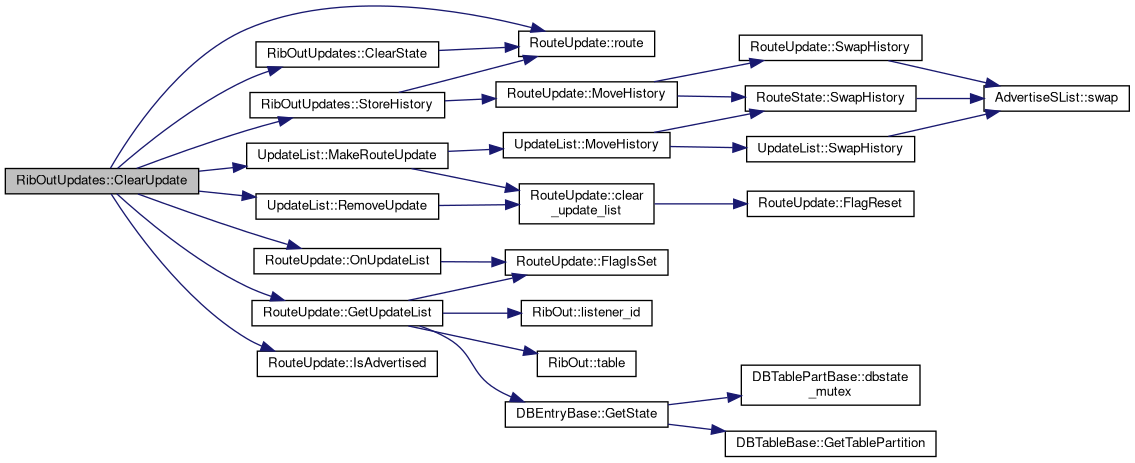 RibOutUpdates::ClearUpdate
RouteUpdate::route
RibOutUpdates::ClearState
RibOutUpdates::StoreHistory
RouteUpdate::MoveHistory
RouteUpdate::SwapHistory
RouteState::SwapHistory
AdvertiseSList::swap
UpdateList::MakeRouteUpdate
UpdateList::MoveHistory
UpdateList::SwapHistory
UpdateList::RemoveUpdate
RouteUpdate::clear
_update_list
RouteUpdate::FlagReset
RouteUpdate::OnUpdateList
RouteUpdate::FlagIsSet
RouteUpdate::GetUpdateList
RibOut::listener_id
RouteUpdate::IsAdvertised
RibOut::table
DBEntryBase::GetState
DBTablePartBase::dbstate
_mutex
DBTableBase::GetTablePartition